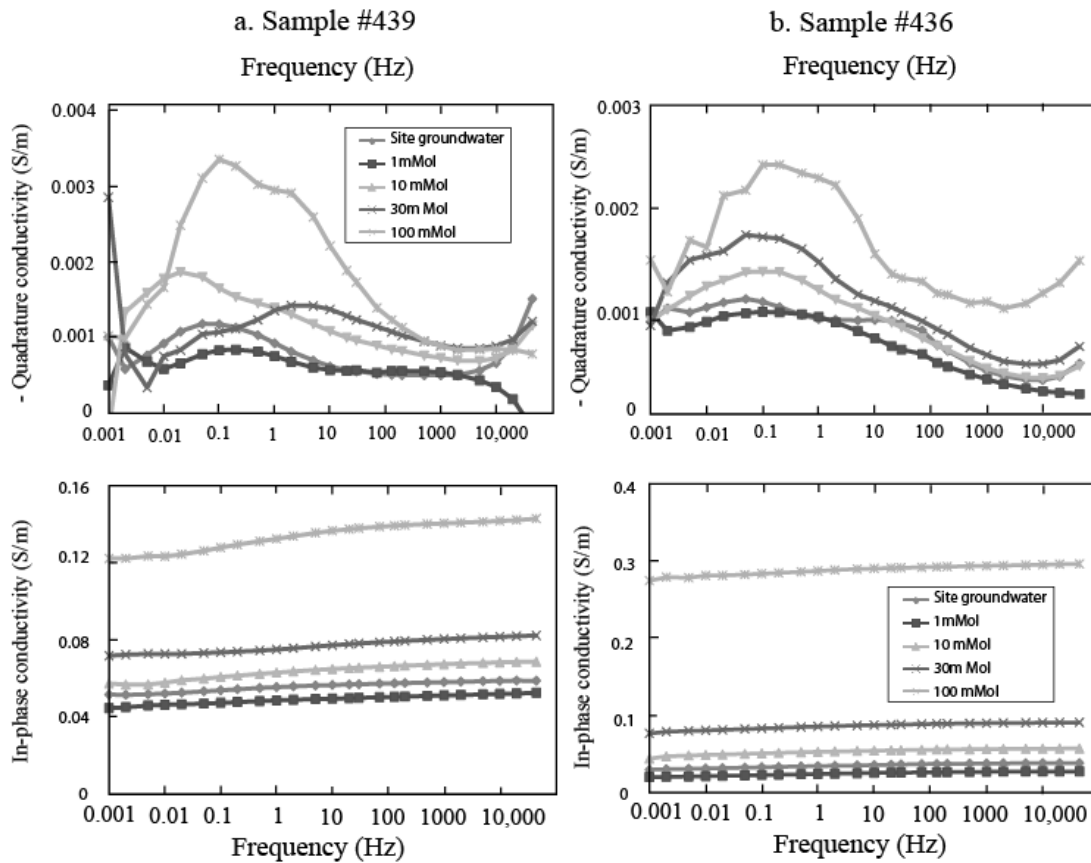 a. Sample #439
Frequency (Hz)
- Quadrature conductivity (S/m)
0.004
0.003
0.002
0.001
0
Site groundwater
1mMol
10 mMol
30m Mol
100 mMol
0.001 0.01 0.1 1 10 100 1000 10,000
b. Sample #436
Frequency (Hz)
- Quadrature conductivity (S/m)
0.003
0.002
0.001
0
0.001 0.01 0.1 1 10 100 1000 10,000
In-phase conductivity (S/m)
0.16
0.12
0.08
0.04
0
0.001 0.01 0.1 1 10 100 1000 10,000
Frequency (Hz)
In-phase conductivity (S/m)
0.4
0.3
0.2
0.1
0
Site groundwater
1mMol
10 mMol
30m Mol
100 mMol
0.001 0.01 0.1 1 10 100 1000 10,000
Frequency (Hz)